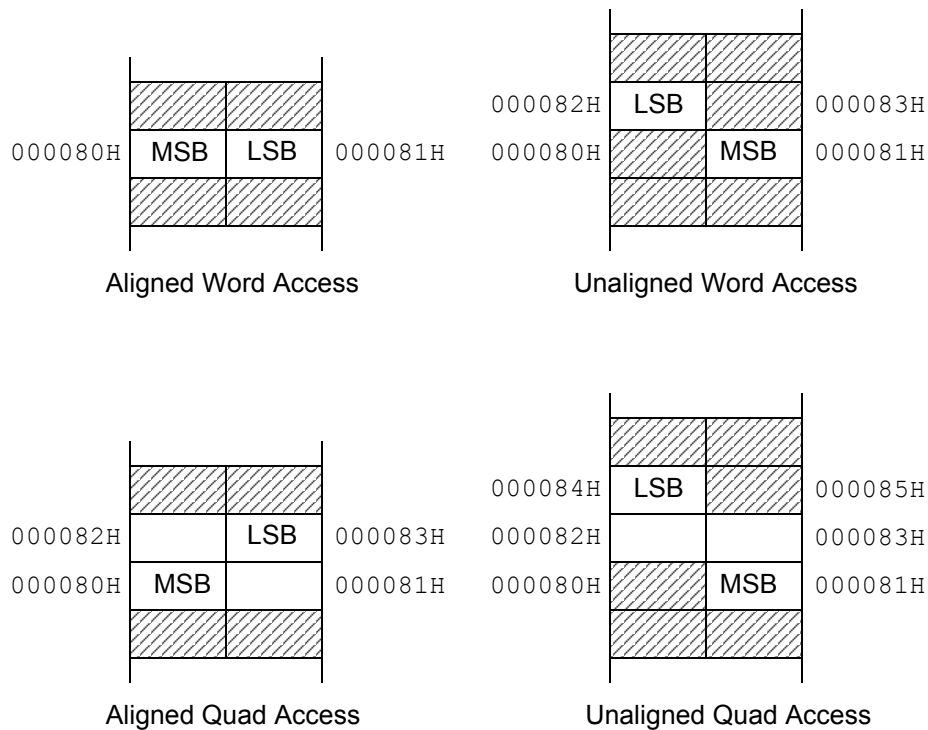 000080H MSB LSB 000081H
Aligned Word Access
000082H LSB 000083H
000080H MSB 000081H
Unaligned Word Access
000082H LSB 000083H
000080H MSB 000081H
Aligned Quad Access
000084H LSB 000085H
000082H 000083H
000080H MSB 000081H
Unaligned Quad Access